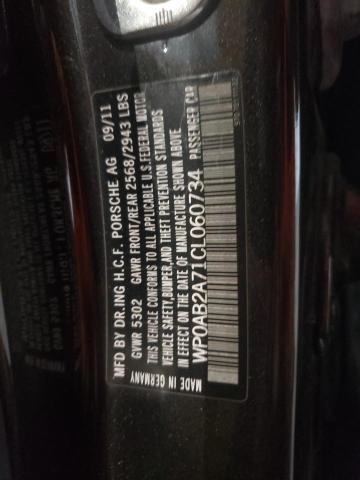 MFD BY DR.ING H.C.F. PORSCHE AG 09/11
GVWR 5302 GAWR FRONT/REAR 2568/2943 LBS
THIS VEHICLE CONFORMS TO ALL APPLICABLE U.S.FEDERAL MOTOR
VEHICLE SAFETY,BUMPER,AND THEFT PREVENTION STANDARDS
IN EFFECT ON THE DATE OF MANUFACTURE SHOWN ABOVE
WP0AB2A71CL060734 PASSENGER CAR
MADE IN GERMANY